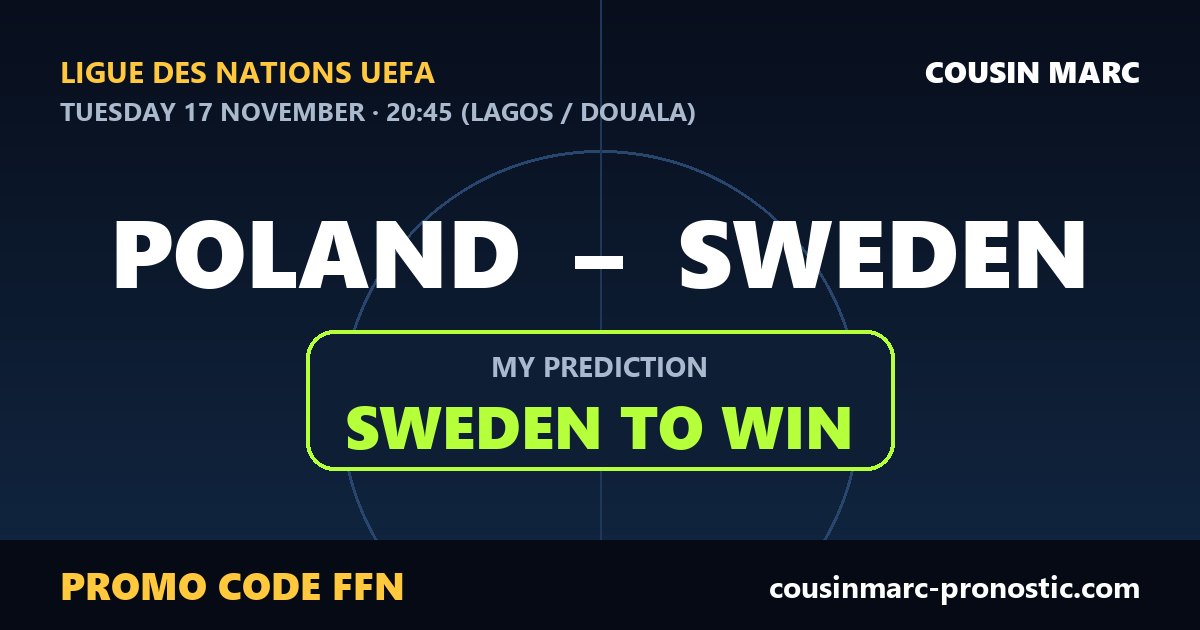 LIGUE DES NATIONS UEFA
COUSIN MARC
TUESDAY 17 NOVEMBER · 20:45 (LAGOS / DOUALA)
POLAND – SWEDEN
MY PREDICTION
SWEDEN TO WIN
PROMO CODE FFN
cousinmarc-pronostic.com